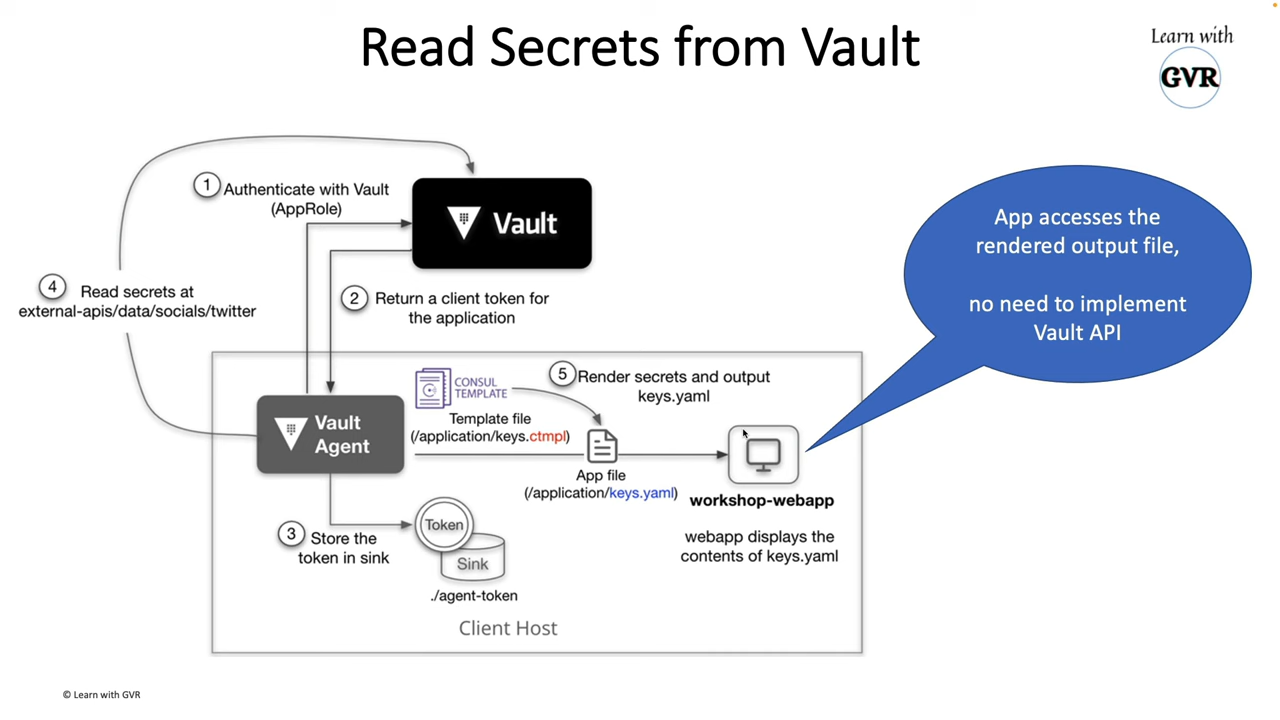 Read Secrets from Vault
Learn with
GVR
1 Authenticate with Vault
(AppRole)
Vault
App accesses the
rendered output file,
no need to implement
Vault API
4 Read secrets at
external-apis/data/socials/twitter
2 Return a client token for
the application
5 Render secrets and output
keys.yaml
CONSUL
TEMPLATE
Template file
(/application/keys.ctmpl)
Vault
Agent
App file
(/application/keys.yaml)
workshop-webapp
webapp displays the
contents of keys.yaml
3 Store the
token in sink
Token
Sink
./agent-token
Client Host
© Learn with GVR